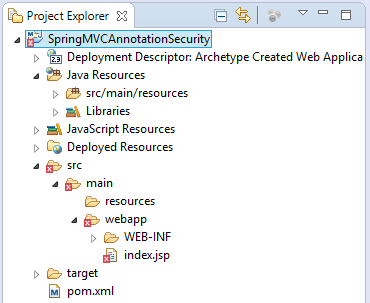 Project Explorer
SpringMVCAnnotationSecurity
Deployment Descriptor: Archetype Created Web Applica
Java Resources
src/main/resources
Libraries
JavaScript Resources
Deployed Resources
src
main
resources
webapp
WEB-INF
index.jsp
target
pom.xml